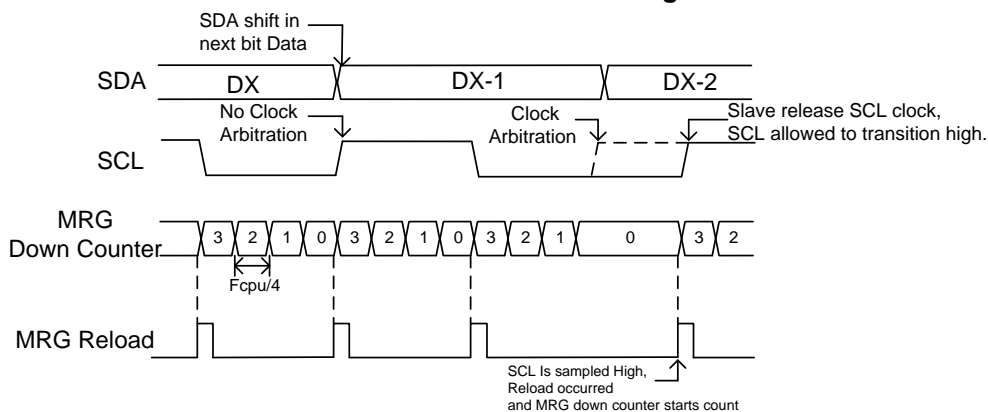 SDA shift in
next bit Data
SDA
DX
DX-1
DX-2
No Clock
Arbitration
Clock
Arbitration
Slave release SCL clock,
SCL allowed to transition high.
SCL
MRG
Down Counter
3 2 1 0 3 2 1 0 3 2 1 0 3 2
Fcpu/4
MRG Reload
SCL Is sampled High,
Reload occurred
and MRG down counter starts count